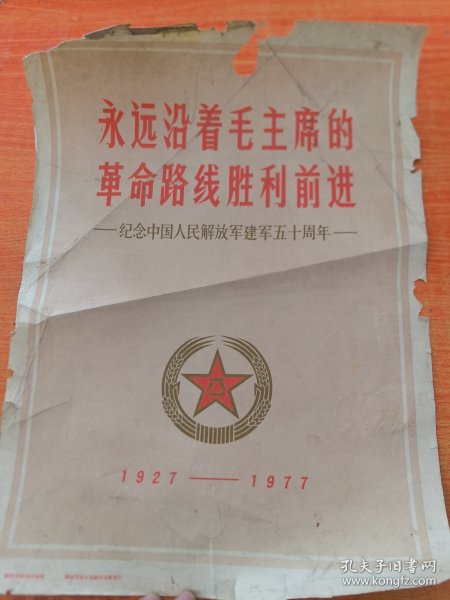 永远沿着毛主席的
革命路线胜利前进
—纪念中国人民解放军建军五十周年—
八一
1927 —— 1977
孔夫子旧书网
www.kongfz.com